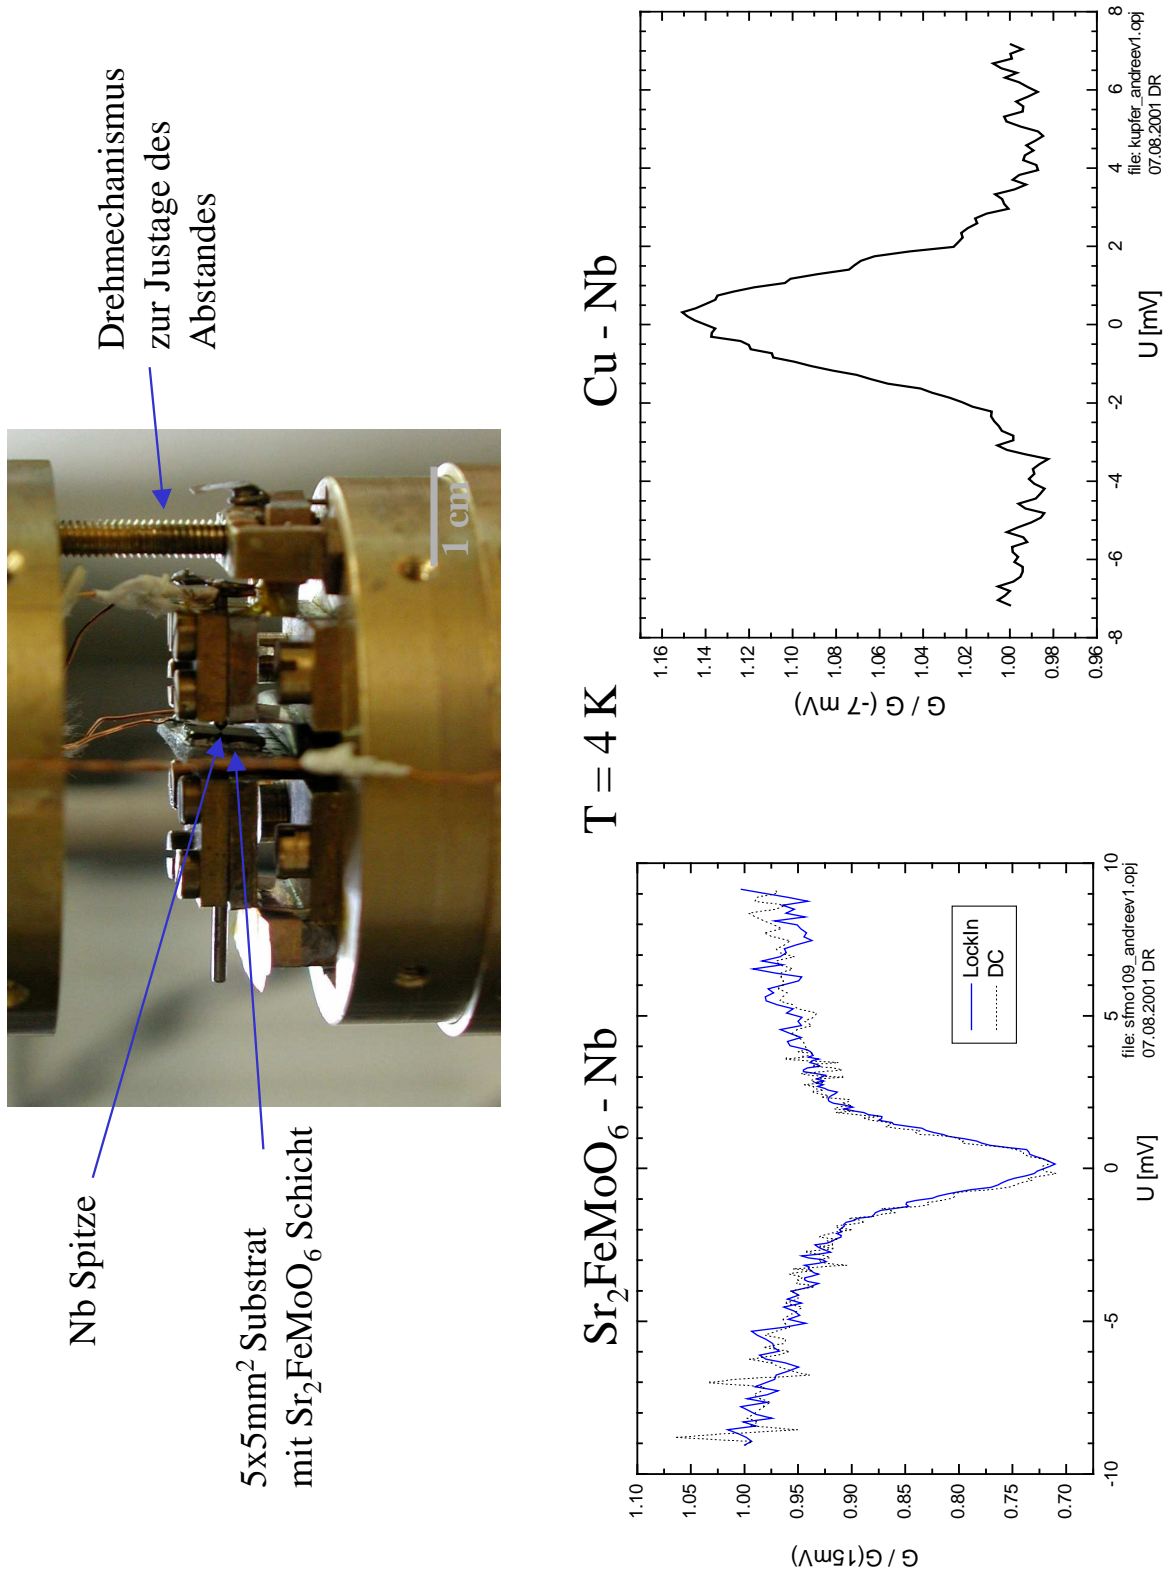 Nb Spitze
5x5mm² Substrat
mit Sr₂FeMoO₆ Schicht
Drehmechanismus
zur Justage des
Abstandes
1 cm
Sr₂FeMoO₆ - Nb
T = 4 K
Cu - Nb
G / G(15mV)
1.10
1.05
1.00
0.95
0.90
0.85
0.80
0.75
0.70
-10
-5
0
5
10
U [mV]
LockIn
DC
file: sfmo109_andreev1.opj
07.08.2001 DR
G / G (-7 mV)
1.16
1.14
1.12
1.10
1.08
1.06
1.04
1.02
1.00
0.98
0.96
-8
-6
-4
-2
0
2
4
6
8
U [mV]
file: kupfer_andreev1.opj
07.08.2001 DR